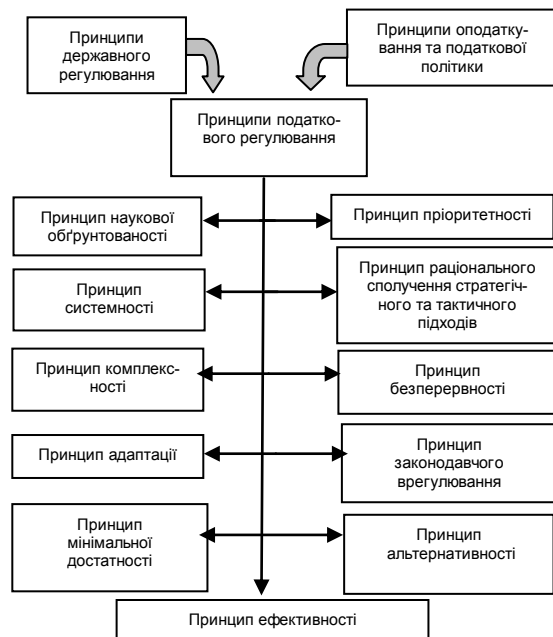 Принципи
державного
регулювання
Принципи оподатку-
вання та податкової
політики
Принципи податко-
вого регулювання
Принцип наукової
обґрунтованості
Принцип пріоритетності
Принцип
системності
Принцип раціонального
сполучення стратегіч-
ного та тактичного
підходів
Принцип комплекс-
ності
Принцип
безперервності
Принцип адаптації
Принцип
законодавчого
врегулювання
Принцип
мінімальної
достатності
Принцип
альтернативності
Принцип ефективності